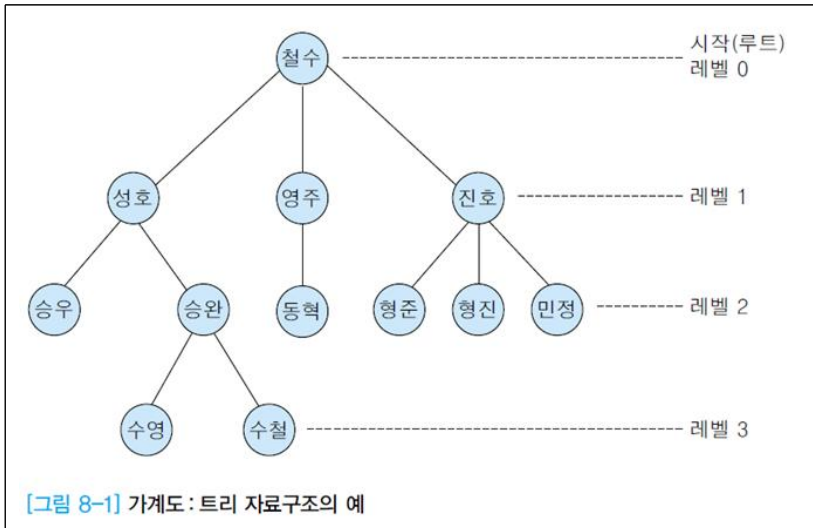 시작(루트)
철수
레벨 0
성호
영주
진호
레벨 1
승우
승완
동혁
형준
형진
민정
레벨 2
수영
수철
레벨 3
[그림 8-1] 가계도 : 트리 자료구조의 예